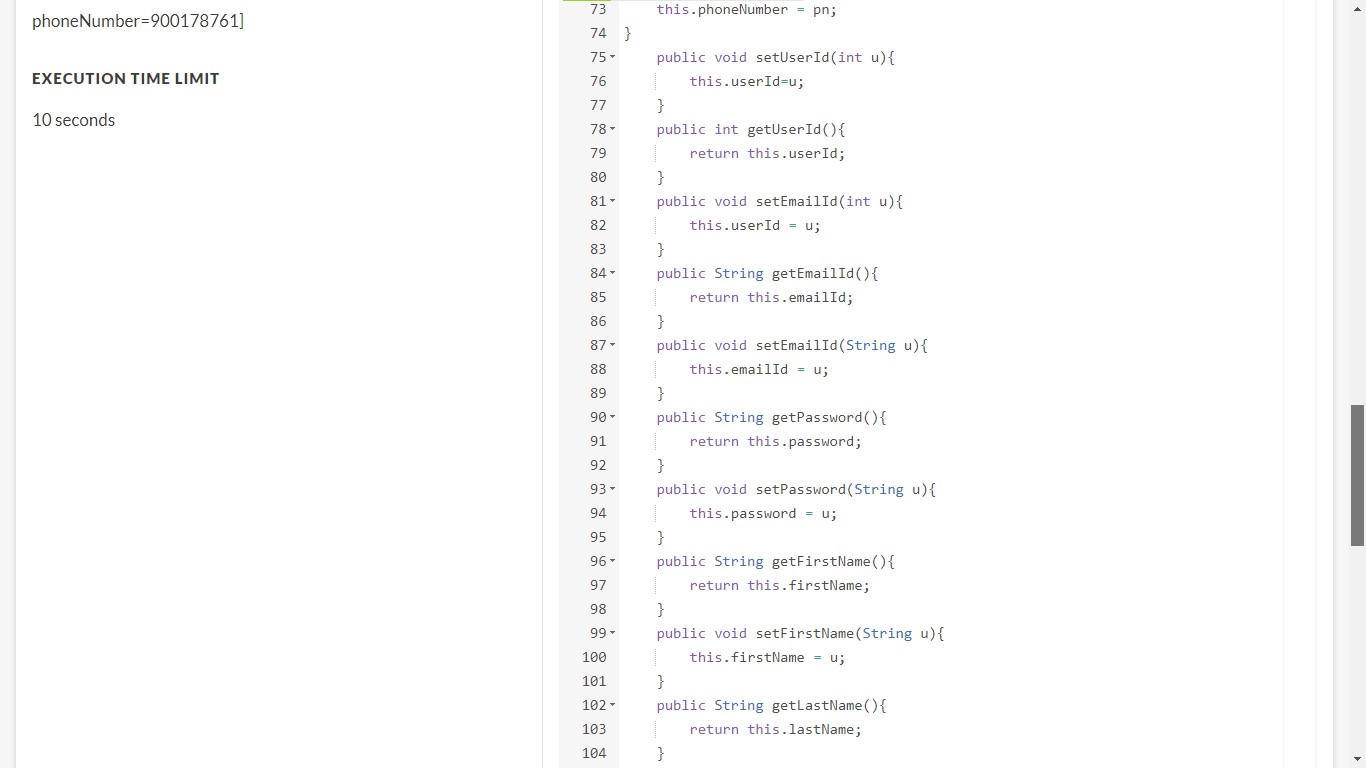 phoneNumber=900178761]
EXECUTION TIME LIMIT
10 seconds
73 this.phoneNumber = pn;
74 }
75 public void setUserId(int u){
76 this.userId=u;
77 }
78 public int getUserId(){
79 return this.userId;
80 }
81 public void setEmailId(int u){
82 this.userId = u;
83 }
84 public String getEmailId(){
85 return this.emailId;
86 }
87 public void setEmailId(String u){
88 this.emailId = u;
89 }
90 public String getPassword(){
91 return this.password;
92 }
93 public void setPassword(String u){
94 this.password = u;
95 }
96 public String getFirstName(){
97 return this.firstName;
98 }
99 public void setFirstName(String u){
100 this.firstName = u;
101 }
102 public String getLastName(){
103 return this.lastName;
104 }